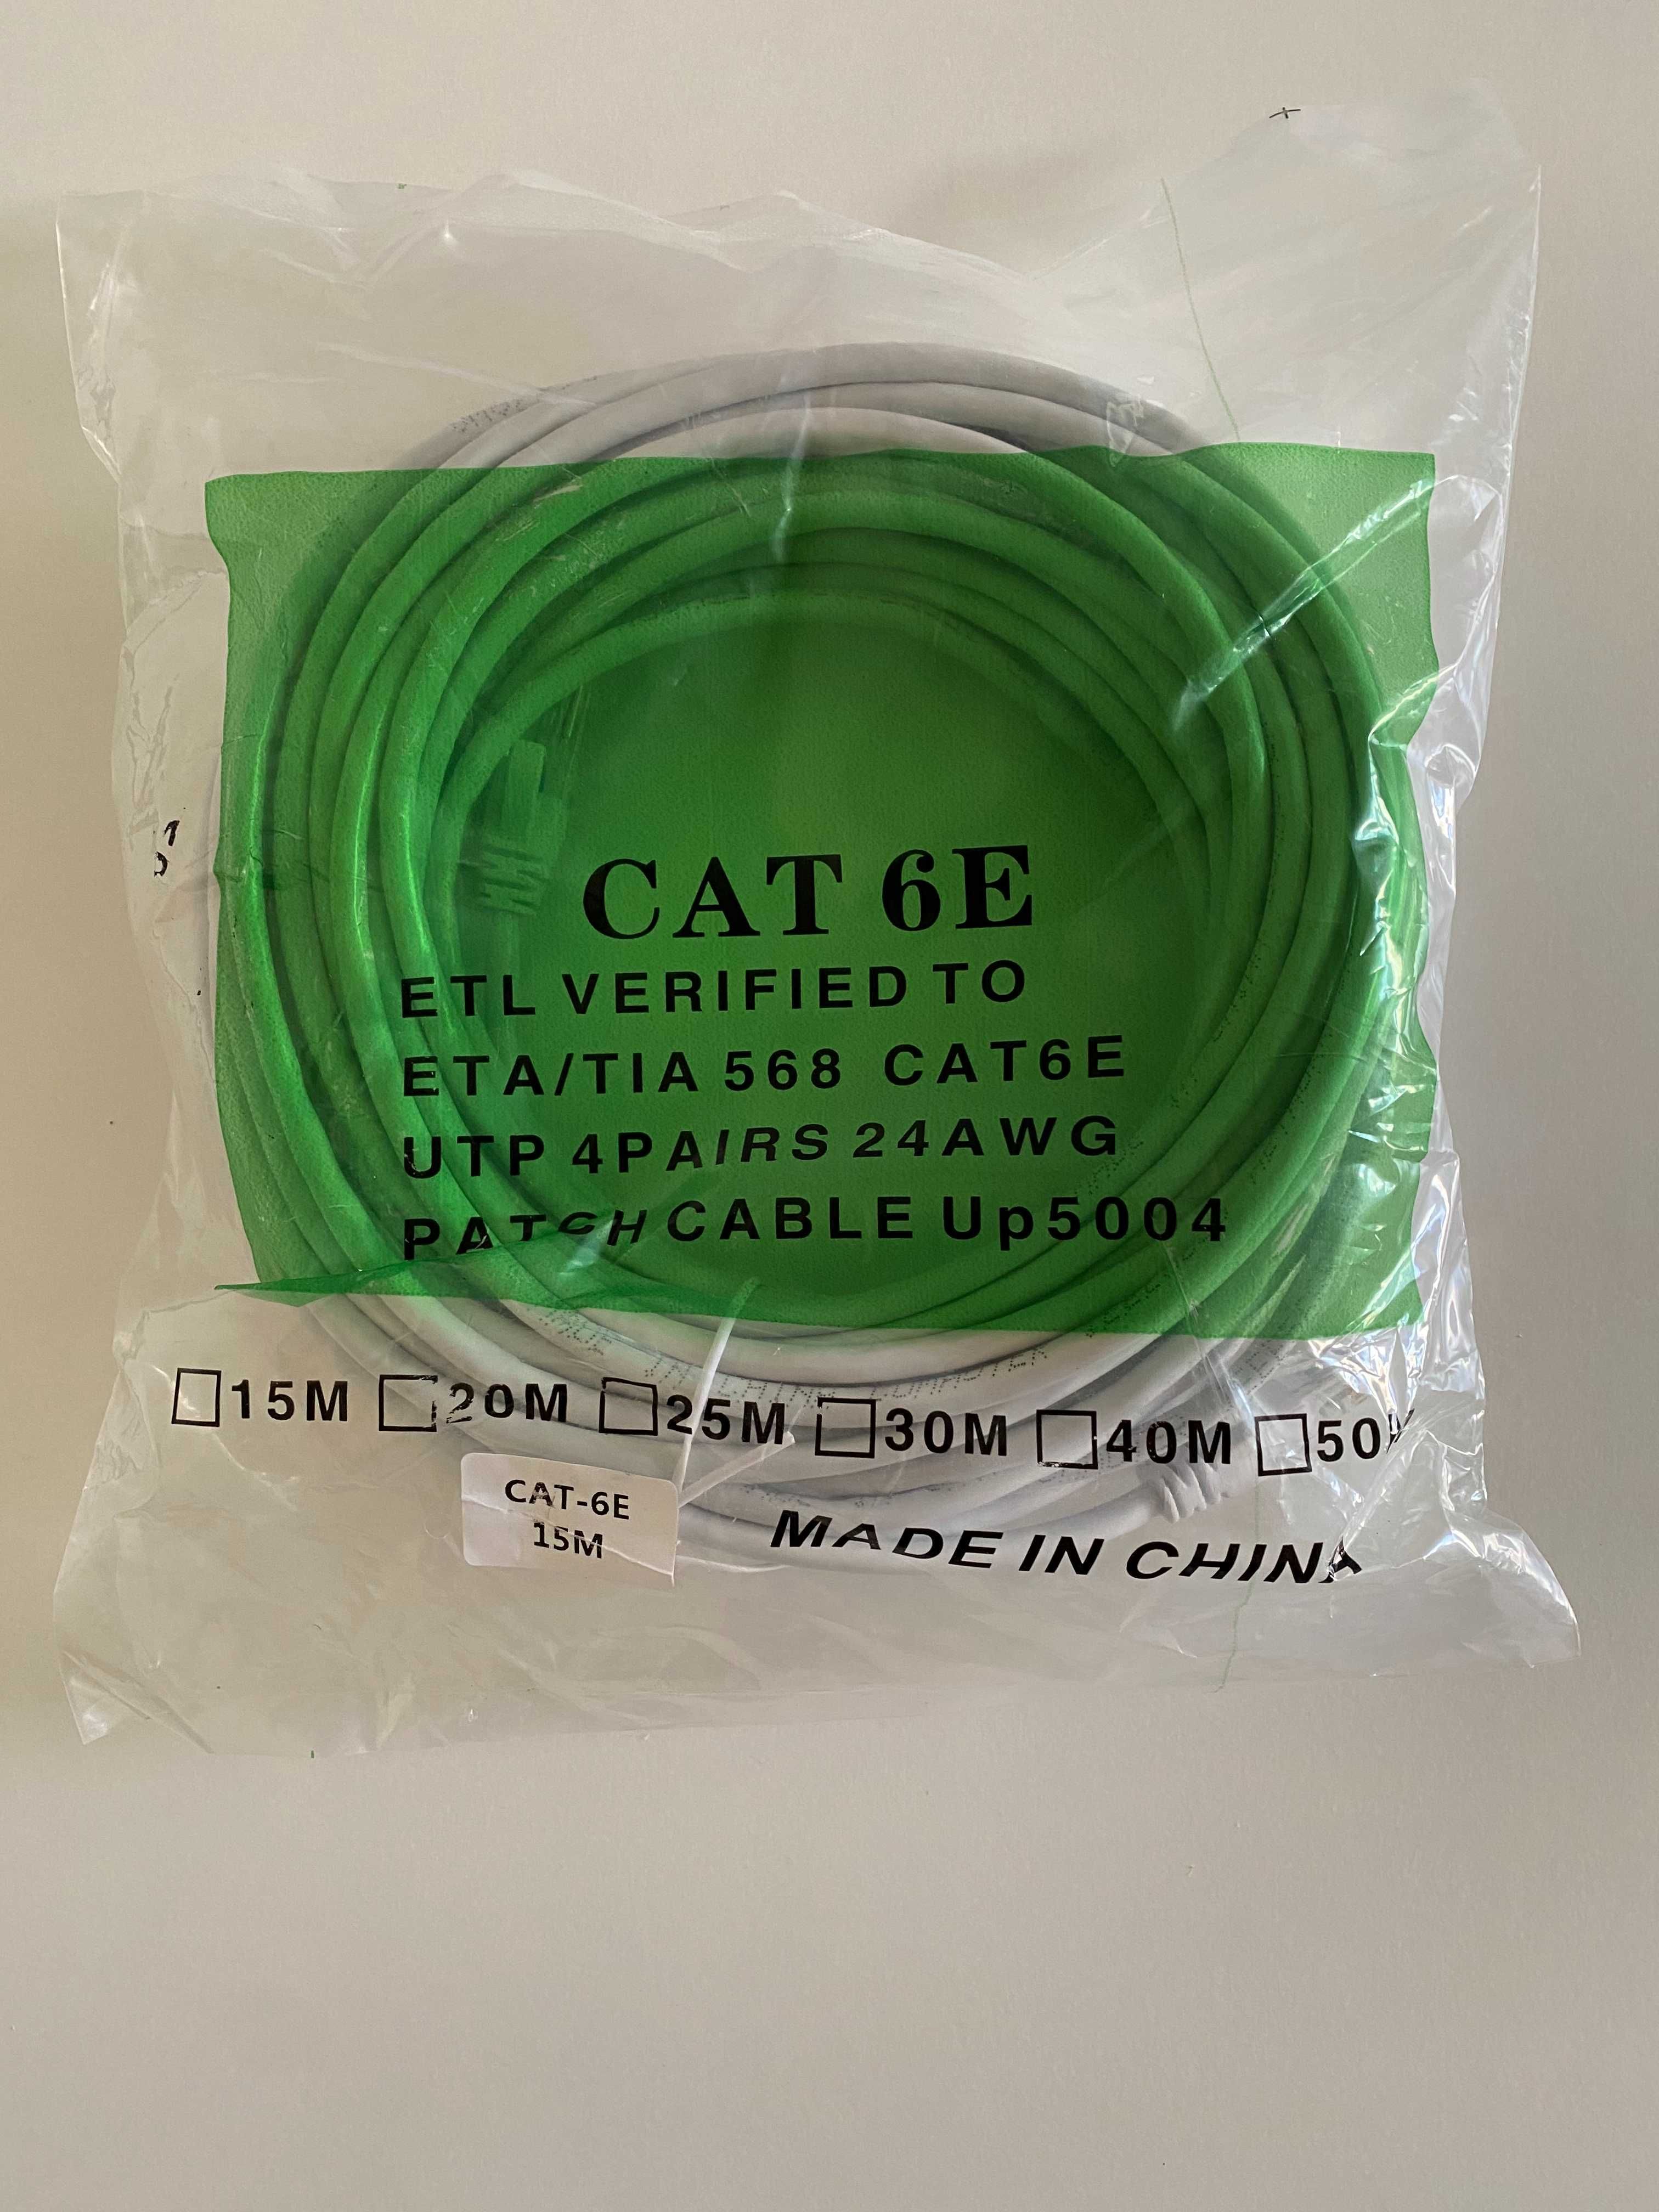 CAT 6E
ETL VERIFIED TO
ETA/TIA 568 CAT6E
UTP 4PAIRS 24AWG
PATCH CABLE Up5004
15M 20M 25M 30M 40M 50M
CAT-6E
15M
MADE IN CHINA